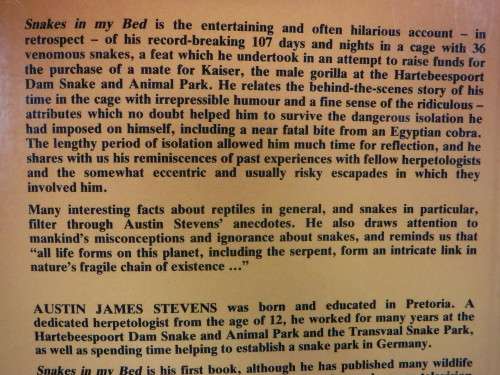 Snakes in my Bed is the entertaining and often hilarious account – in
retrospect – of his record-breaking 107 days and nights in a cage with 36
venomous snakes, a feat which he undertook in an attempt to raise funds for
the purchase of a mate for Kaiser, the male gorilla at the Hartebeespoort
Dam Snake and Animal Park. He relates the behind-the-scenes story of his
time in the cage with irrepressible humour and a fine sense of the ridiculous –
attributes which no doubt helped him to survive the dangerous isolation he
had imposed on himself, including a near fatal bite from an Egyptian cobra.
The lengthy period of isolation allowed him much time for reflection, and he
shares with us his reminiscences of past experiences with fellow herpetologists
and the somewhat eccentric and usually risky escapades in which they
involved him.
Many interesting facts about reptiles in general, and snakes in particular,
filter through Austin Stevens' anecdotes. He also draws attention to
mankind's misconceptions and ignorance about snakes, and reminds us that
“all life forms on this planet, including the serpent, form an intricate link in
nature's fragile chain of existence ...”
AUSTIN JAMES STEVENS was born and educated in Pretoria. A
dedicated herpetologist from the age of 12, he worked for many years at the
Hartebeespoort Dam Snake and Animal Park and the Transvaal Snake Park,
as well as spending time helping to establish a snake park in Germany.
Snakes in my Bed is his first book, although he has published many wildlife